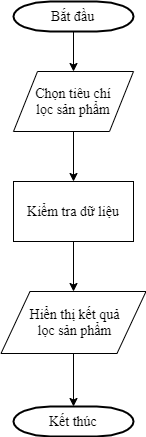 Bắt đầu
Chọn tiêu chí
lọc sản phẩm
Kiểm tra dữ liệu
Hiển thị kết quả
lọc sản phẩm
Kết thúc